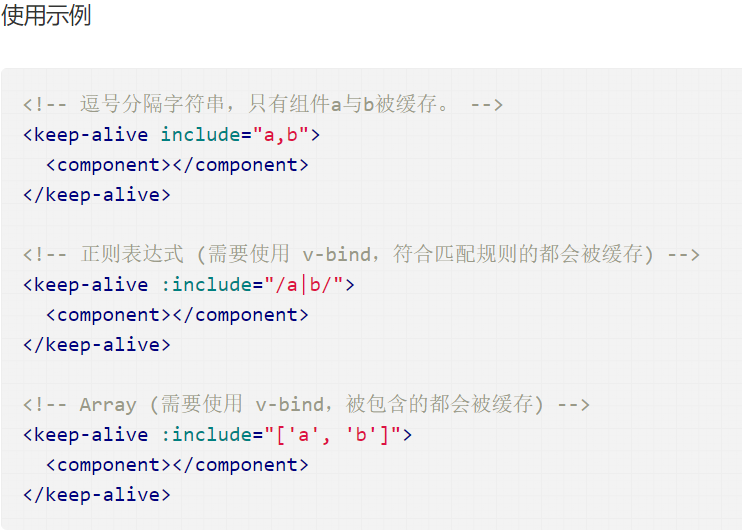 使用示例
<!-- 逗号分隔字符串，只有组件a与b被缓存。 -->
<keep-alive include="a,b">
  <component></component>
</keep-alive>
<!-- 正则表达式 (需要使用 v-bind，符合匹配规则的都会被缓存) -->
<keep-alive :include="/a|b/">
  <component></component>
</keep-alive>
<!-- Array (需要使用 v-bind，被包含的都会被缓存) -->
<keep-alive :include="['a', 'b']">
  <component></component>
</keep-alive>